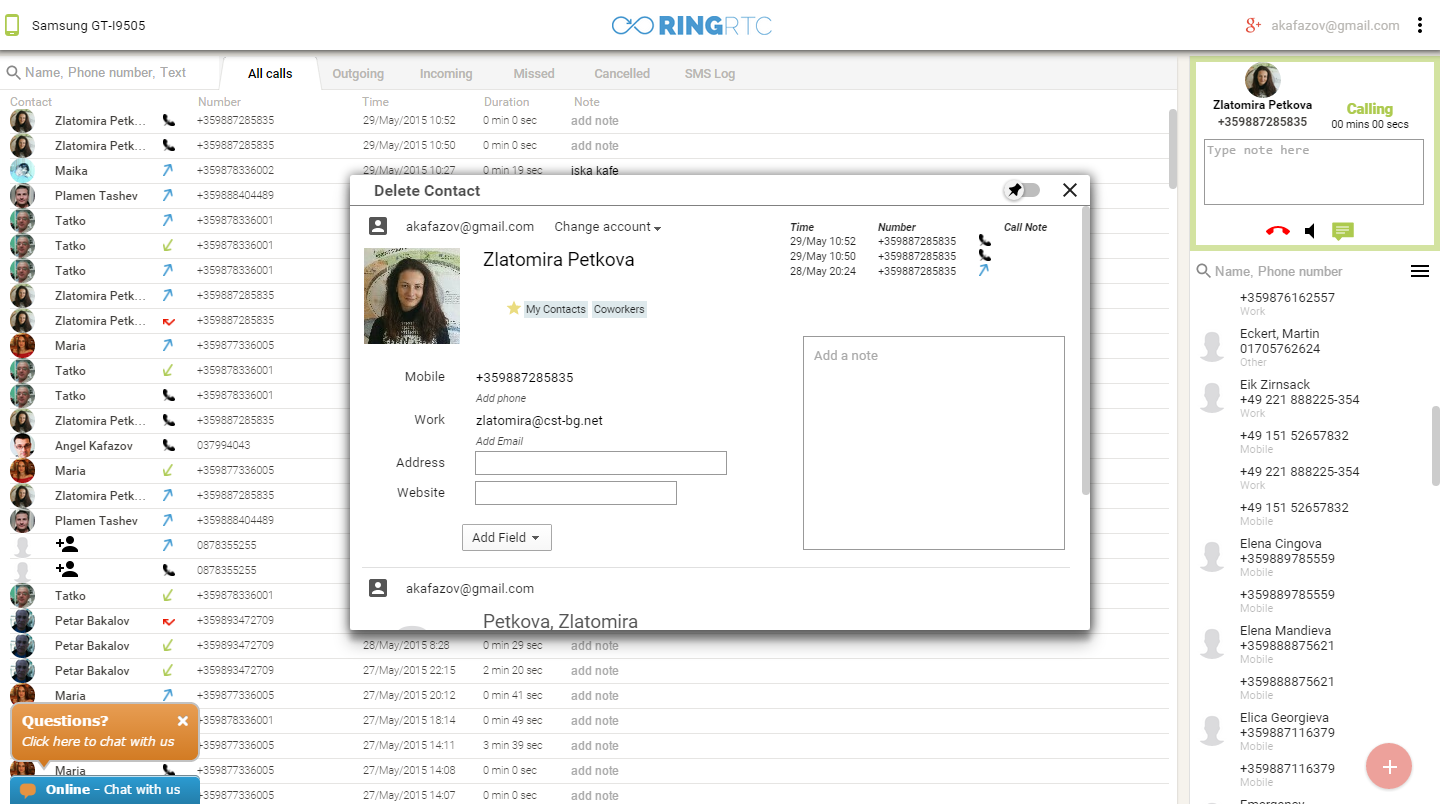 Samsung GT-I9505
RINGRTC
akafazov@gmail.com
Name, Phone number, Text
All calls
Outgoing
Incoming
Missed
Cancelled
SMS Log
Contact Number Time Duration Note
Zlatomira Petk... +359887285835 29/May/2015 10:52 0 min 0 sec add note
Zlatomira Petk... +359887285835 29/May/2015 10:50 0 min 0 sec add note
Maika +359878336002 29/May/2015 10:27 0 min 19 sec iska kafe
Plamen Tashev +359888404489
Tatko +359878336001
Tatko +359878336001
Tatko +359878336001
Zlatomira Petk... +359887285835
Zlatomira Petk... +359887285835
Maria +359877336005
Tatko +359878336001
Tatko +359878336001
Zlatomira Petk... +359887285835
Angel Kafazov 037994043
Maria +359877336005
Zlatomira Petk... +359887285835
Plamen Tashev +359888404489
0878355255
0878355255
Tatko +359878336001
Petar Bakalov +359893472709
Petar Bakalov +359893472709 28/May/2015 8:28 0 min 29 sec add note
Petar Bakalov +359893472709 27/May/2015 22:15 2 min 20 sec add note
Maria +359877336005 27/May/2015 20:12 0 min 41 sec add note
+359878336001 27/May/2015 18:14 0 min 49 sec add note
+359877336005 27/May/2015 14:11 3 min 39 sec add note
Maria +359877336005 27/May/2015 14:08 0 min 0 sec add note
+359877336005 27/May/2015 14:07 0 min 0 sec add note
Questions?
Click here to chat with us
Online - Chat with us
Delete Contact
akafazov@gmail.com Change account
Zlatomira Petkova
My Contacts Coworkers
Mobile +359887285835
Add phone
Work zlatomira@cst-bg.net
Add Email
Address
Website
Add Field
Time Number Call Note
29/May 10:52 +359887285835
29/May 10:50 +359887285835
28/May 20:24 +359887285835
Add a note
akafazov@gmail.com
Petkova, Zlatomira
Zlatomira Petkova
+359887285835
Calling
00 mins 00 secs
Type note here
Name, Phone number
+359876162557
Work
Eckert, Martin
01705762624
Other
Eik Zirnsack
+49 221 888225-354
+49 151 52657832
Mobile
+49 221 888225-354
Work
+49 151 52657832
Mobile
Elena Cingova
+359889785559
Mobile
+359889785559
Mobile
Elena Mandieva
+359888875621
Mobile
+359888875621
Mobile
Elica Georgieva
+359887116379
Mobile
+359887116379
Mobile
Emergency